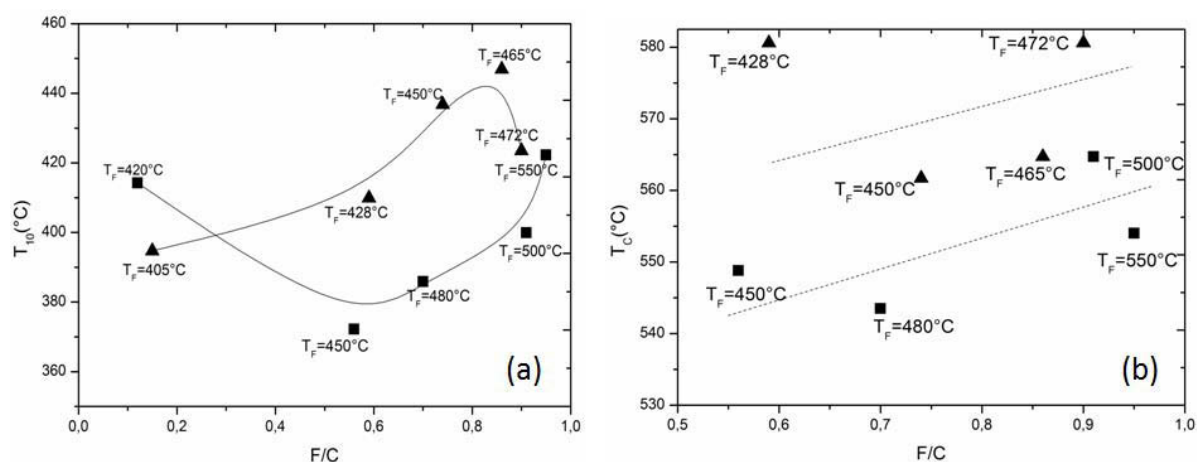 460
440
420
400
380
360
T10(°C)
TF=465°C
TF=450°C
TF=472°C
TF=550°C
TF=420°C
TF=428°C
TF=500°C
TF=405°C
TF=480°C
TF=450°C
(a)
0,0
0,2
0,4
0,6
0,8
1,0
F/C
580
570
560
550
540
530
TC(°C)
TF=428°C
TF=472°C
TF=450°C
TF=465°C
TF=500°C
TF=450°C
TF=550°C
TF=480°C
(b)
0,5
0,6
0,7
0,8
0,9
1,0
F/C